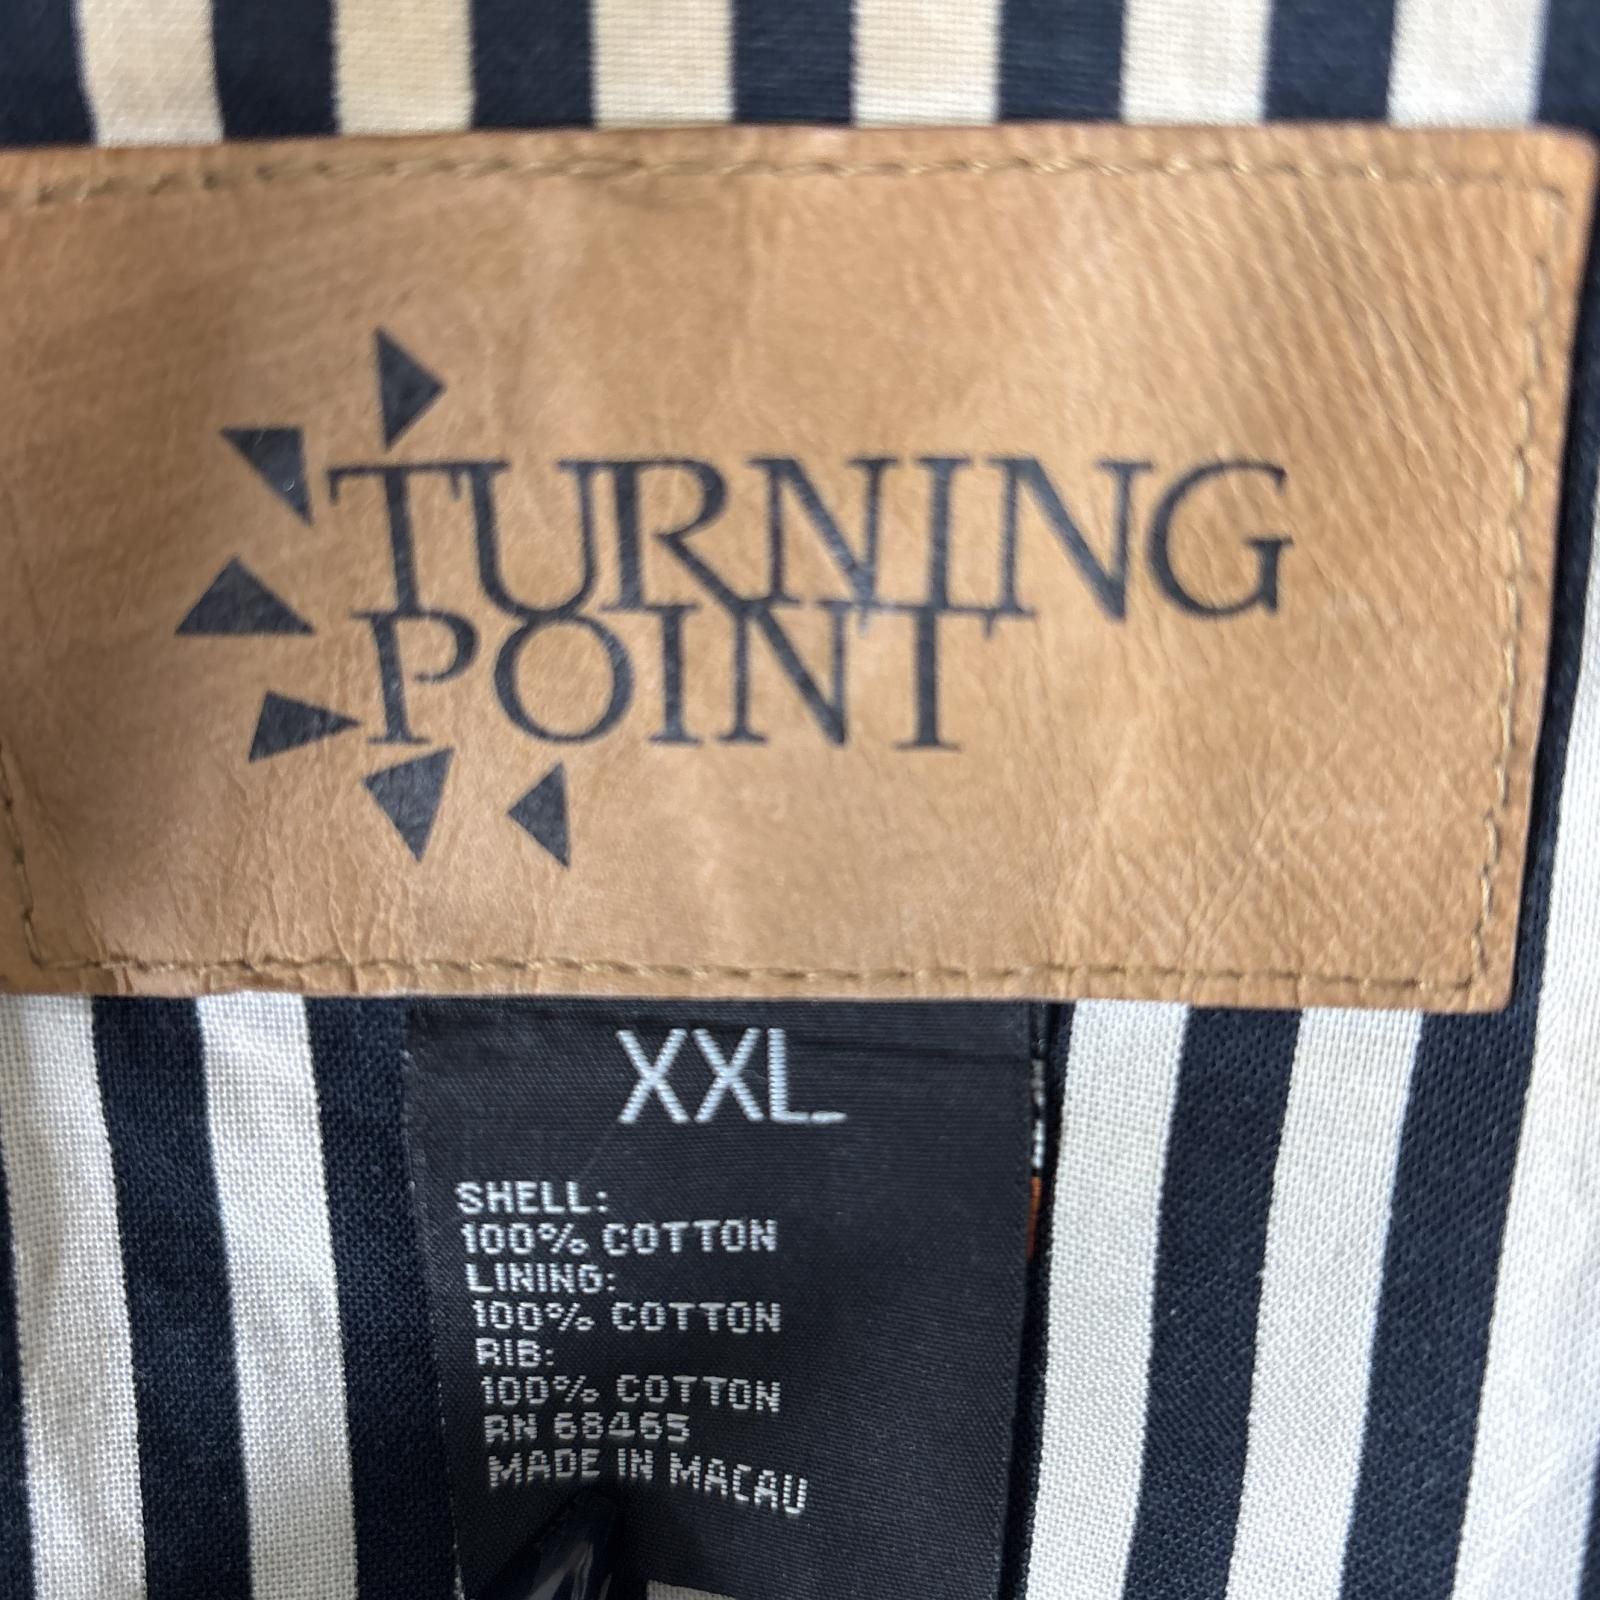 TURNING
POINT
XXL
SHELL:
100% COTTON
LINING:
100% COTTON
RIB:
100% COTTON
RN 68465
MADE IN MACAU